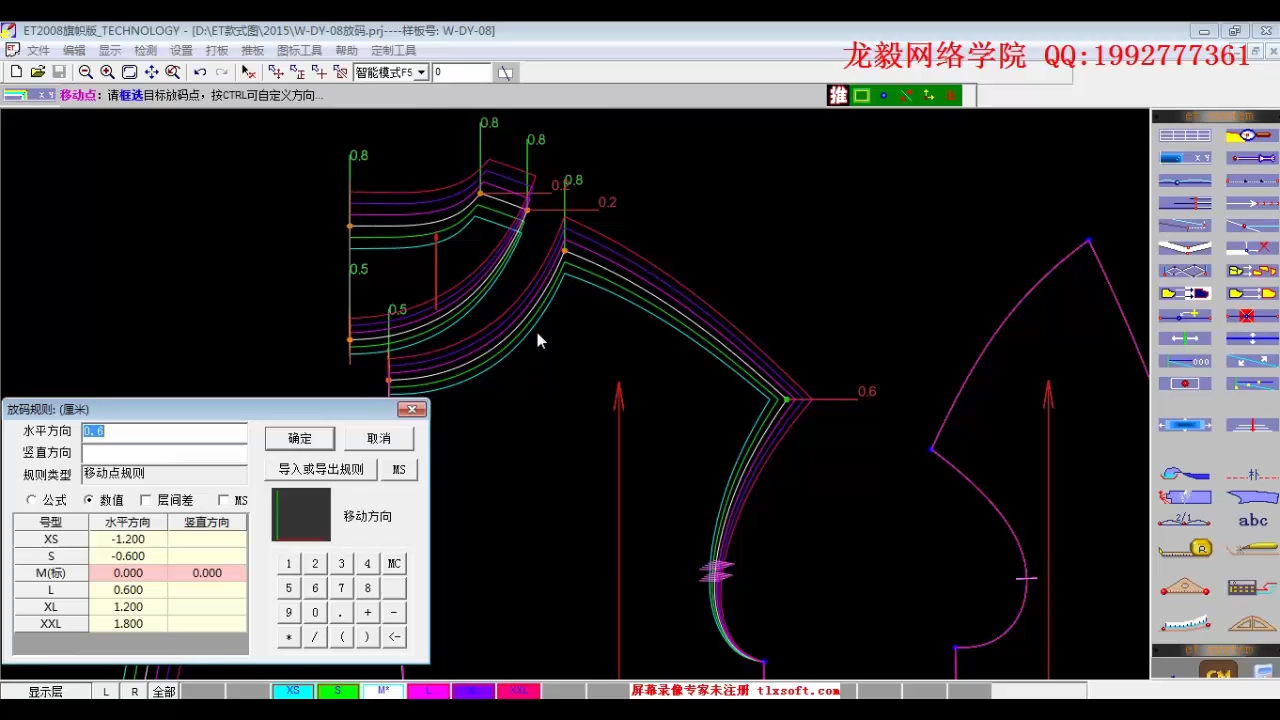 ET2008旗帜版_TECHNOLOGY - [D:\ET款式图\2015\W-DY-08放码.prj----样板号: W-DY-08]
文件 编辑 显示 检测 设置 打板 推板 图标工具 帮助 定制工具
龙毅网络学院 QQ:1992777361
智能模式F5 0
X Y 移动点: 请框选目标放码点, 按CTRL可自定义方向...
推
et system
X Y
0.8
0.8
0.8
0.8
0.2
0.5
0.5
0.6
000
朴
2/1
abc
R
放码规则: (厘米)
水平方向 0.6 确定 取消
竖直方向
规则类型 移动点规则 导入或导出规则 MS
公式 数值 层间差 MS
移动方向
号型 水平方向 竖直方向
XS -1.200
S -0.600
M(标) 0.000 0.000
L 0.600
XL 1.200
XXL 1.800
1 2 3 4 MC
5 6 7 8
9 0 . + -
* / ( ) <-
et system
显示层 L R 全部 XS S M* L XXL
屏幕录像专家未注册 tlxsoft.com